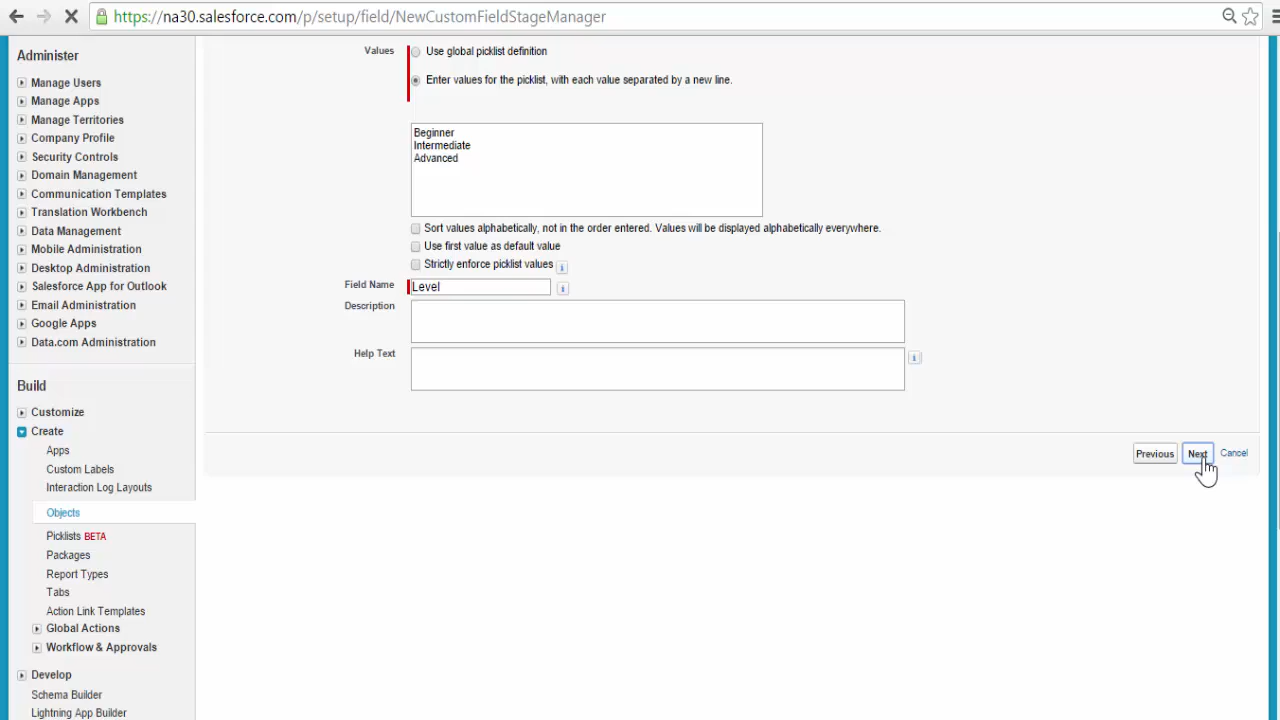 https://na30.salesforce.com/p/setup/field/NewCustomFieldStageManager
Administer
Manage Users
Manage Apps
Manage Territories
Company Profile
Security Controls
Domain Management
Communication Templates
Translation Workbench
Data Management
Mobile Administration
Desktop Administration
Salesforce App for Outlook
Email Administration
Google Apps
Data.com Administration
Build
Customize
Create
Apps
Custom Labels
Interaction Log Layouts
Objects
Picklists BETA
Packages
Report Types
Tabs
Action Link Templates
Global Actions
Workflow & Approvals
Develop
Schema Builder
Lightning App Builder
Values
Use global picklist definition
Enter values for the picklist, with each value separated by a new line.
Beginner
Intermediate
Advanced
Sort values alphabetically, not in the order entered. Values will be displayed alphabetically everywhere.
Use first value as default value
Strictly enforce picklist values
Field Name Level
Description
Help Text
Previous Next Cancel